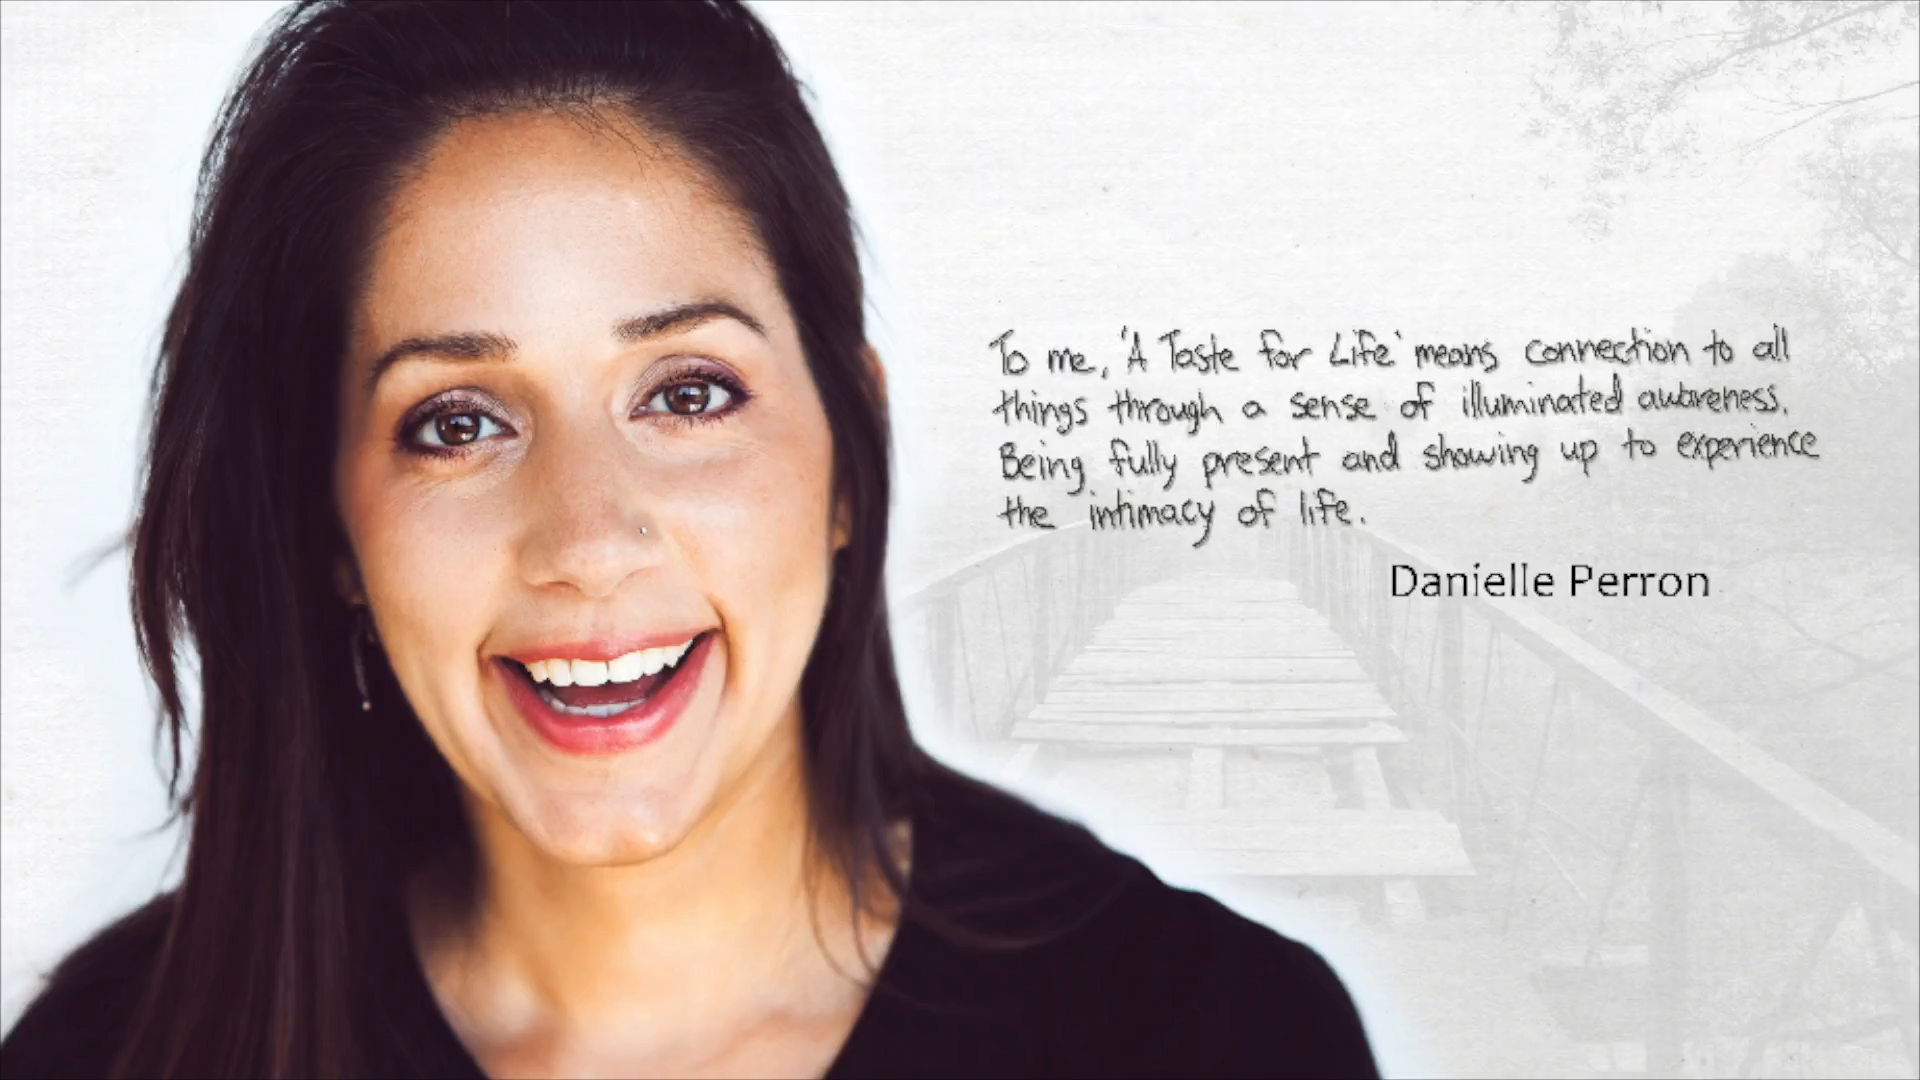 To me, 'A Taste for Life' means connection to all
things through a sense of illuminated awareness.
Being fully present and showing up to experience
the intimacy of life.
Danielle Perron